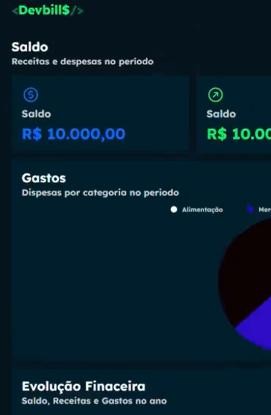 <Devbill$/>
Saldo
Receitas e despesas no periodo
Saldo
R$ 10.000,00
Saldo
R$ 10.00
Gastos
Dispesas por categoria no periodo
Alimentação
Mer
Evolução Finaceira
Saldo, Receitas e Gastos no ano